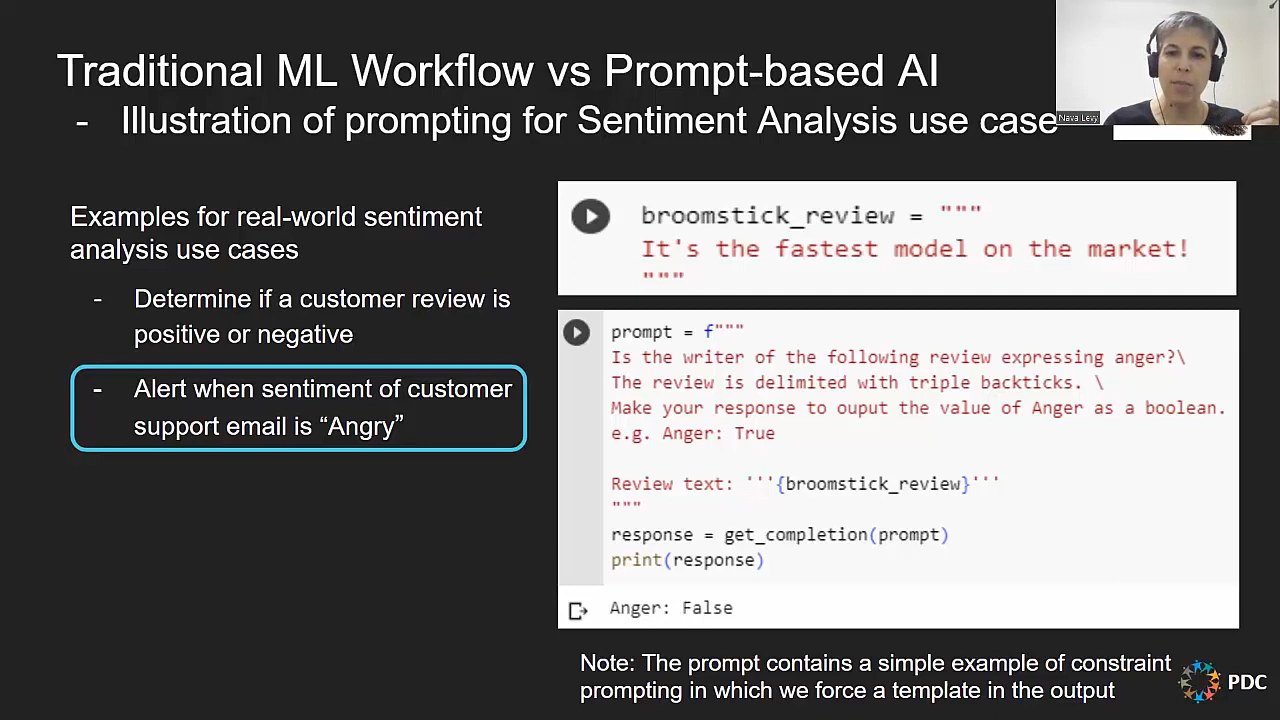 Traditional ML Workflow vs Prompt-based AI
- Illustration of prompting for Sentiment Analysis use case
Nava Levy
Examples for real-world sentiment
analysis use cases
- Determine if a customer review is
positive or negative
- Alert when sentiment of customer
support email is “Angry”
broomstick_review = """
It's the fastest model on the market!
"""
prompt = f"""
Is the writer of the following review expressing anger?\
The review is delimited with triple backticks. \
Make your response to ouput the value of Anger as a boolean.
e.g. Anger: True
Review text: '''{broomstick_review}'''
"""
response = get_completion(prompt)
print(response)
Anger: False
Note: The prompt contains a simple example of constraint
prompting in which we force a template in the output
PDC